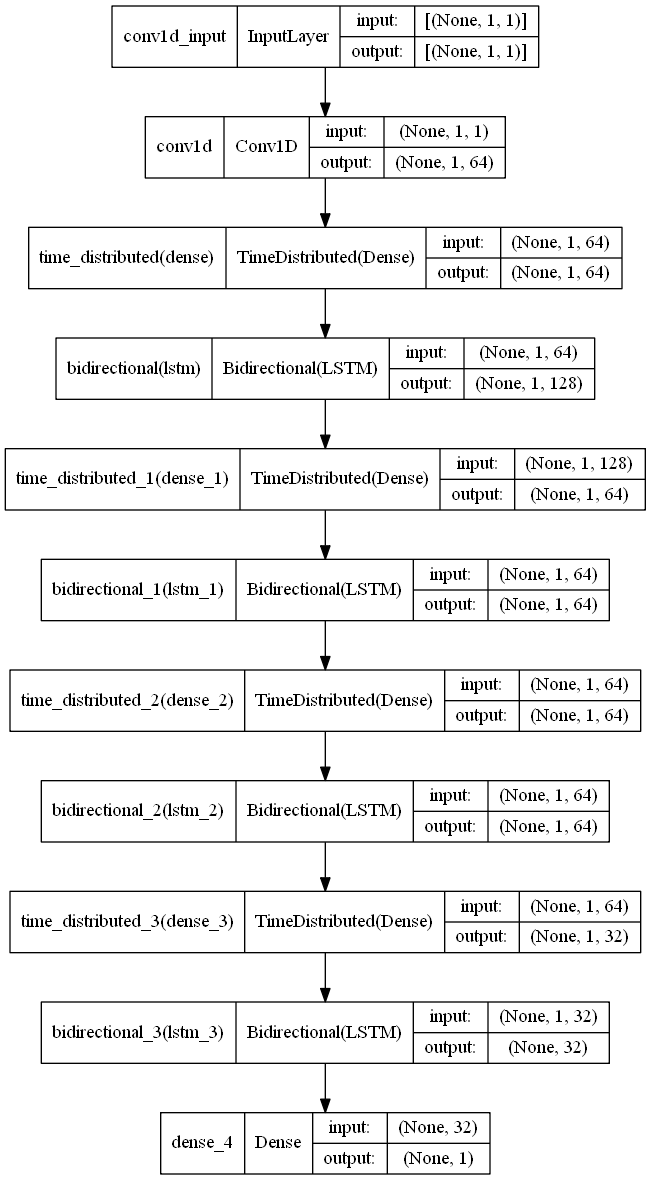 conv1d_input InputLayer input: [(None, 1, 1)]
output: [(None, 1, 1)]
conv1d Conv1D input: (None, 1, 1)
output: (None, 1, 64)
time_distributed(dense) TimeDistributed(Dense) input: (None, 1, 64)
output: (None, 1, 64)
bidirectional(lstm) Bidirectional(LSTM) input: (None, 1, 64)
output: (None, 1, 128)
time_distributed_1(dense_1) TimeDistributed(Dense) input: (None, 1, 128)
output: (None, 1, 64)
bidirectional_1(lstm_1) Bidirectional(LSTM) input: (None, 1, 64)
output: (None, 1, 64)
time_distributed_2(dense_2) TimeDistributed(Dense) input: (None, 1, 64)
output: (None, 1, 64)
bidirectional_2(lstm_2) Bidirectional(LSTM) input: (None, 1, 64)
output: (None, 1, 64)
time_distributed_3(dense_3) TimeDistributed(Dense) input: (None, 1, 64)
output: (None, 1, 32)
bidirectional_3(lstm_3) Bidirectional(LSTM) input: (None, 1, 32)
output: (None, 32)
dense_4 Dense input: (None, 32)
output: (None, 1)